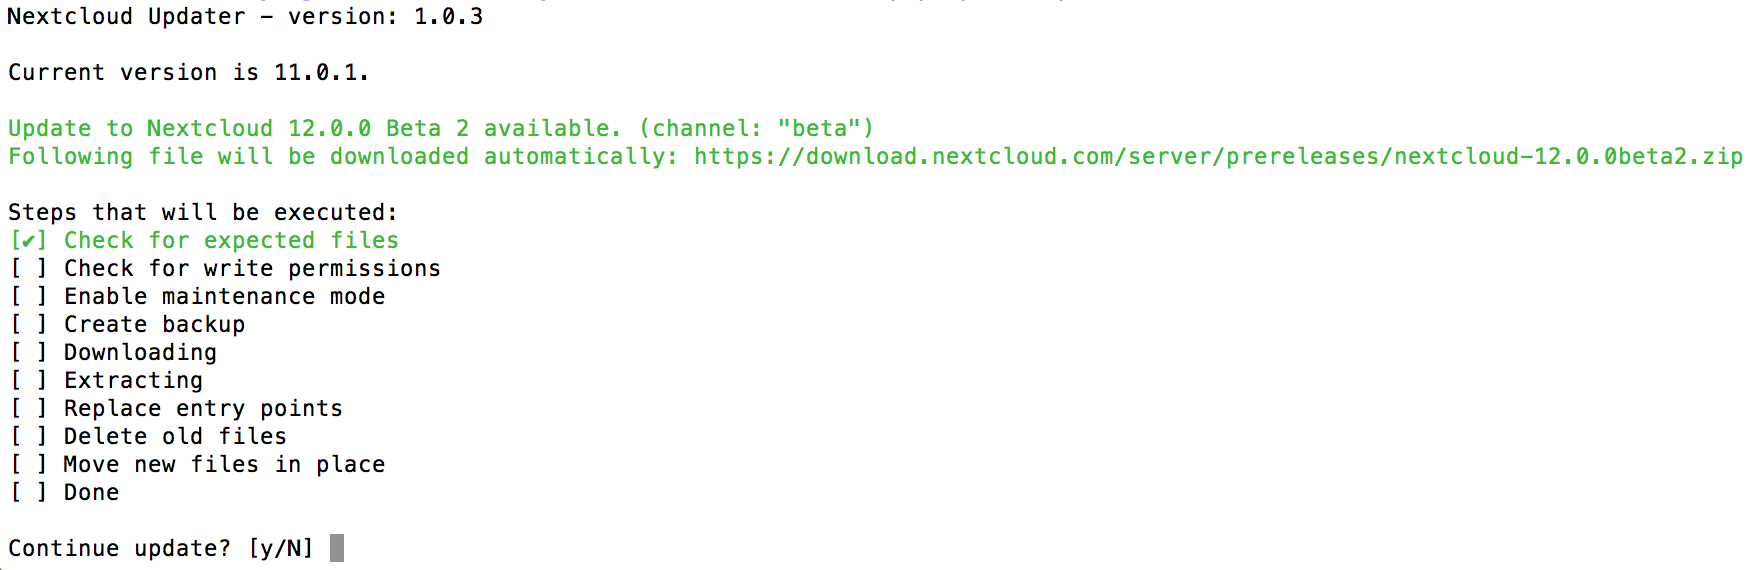 Nextcloud Updater - version: 1.0.3
Current version is 11.0.1.
Update to Nextcloud 12.0.0 Beta 2 available. (channel: "beta")
Following file will be downloaded automatically: https://download.nextcloud.com/server/prereleases/nextcloud-12.0.0beta2.zip
Steps that will be executed:
[✔] Check for expected files
[ ] Check for write permissions
[ ] Enable maintenance mode
[ ] Create backup
[ ] Downloading
[ ] Extracting
[ ] Replace entry points
[ ] Delete old files
[ ] Move new files in place
[ ] Done
Continue update? [y/N]